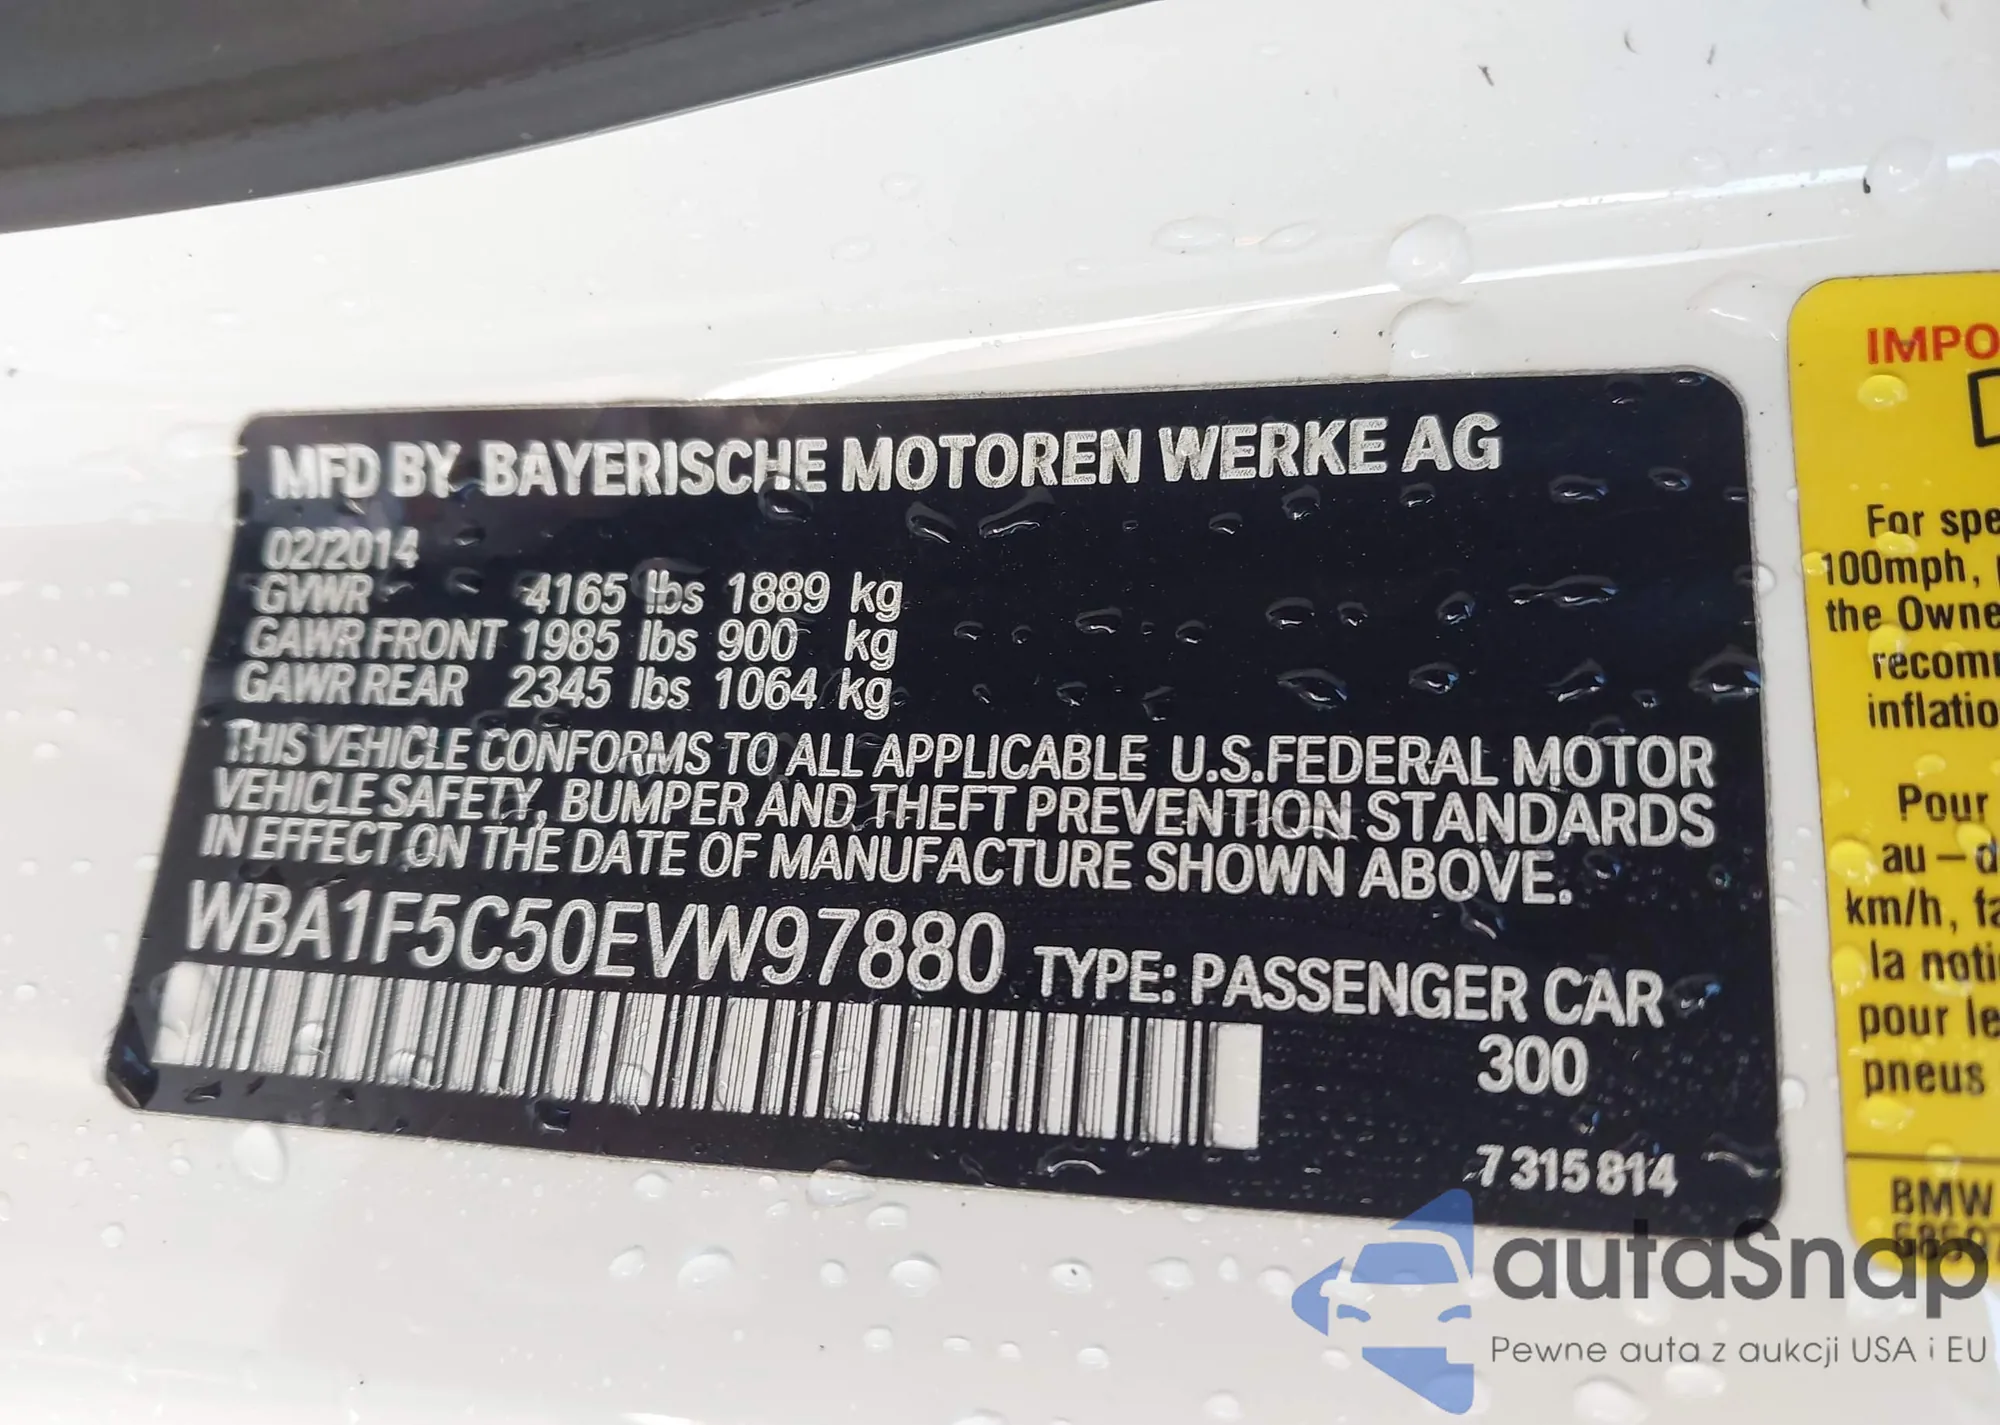 MFD BY BAYERISCHE MOTOREN WERKE AG
02/2014
GVWR 4165 lbs 1889 kg
GAWR FRONT 1985 lbs 900 kg
GAWR REAR 2345 lbs 1064 kg
THIS VEHICLE CONFORMS TO ALL APPLICABLE U.S.FEDERAL MOTOR
VEHICLE SAFETY, BUMPER AND THEFT PREVENTION STANDARDS
IN EFFECT ON THE DATE OF MANUFACTURE SHOWN ABOVE.
WBA1F5C50EVW97880 TYPE: PASSENGER CAR
300
7 315 814
IMPO
For spe
100mph,
the Owne
recom
inflatio
Pour
au – d
km/h, fa
la noti
pour le
pneus
BMW
autaSnap
Pewne auta z aukcji USA i EU